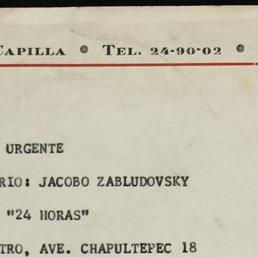 CAPILLA • TEL. 24-90-02 •
URGENTE
RIO: JACOBO ZABLUDOVSKY
"24 HORAS"
TRO, AVE. CHAPULTEPEC 18